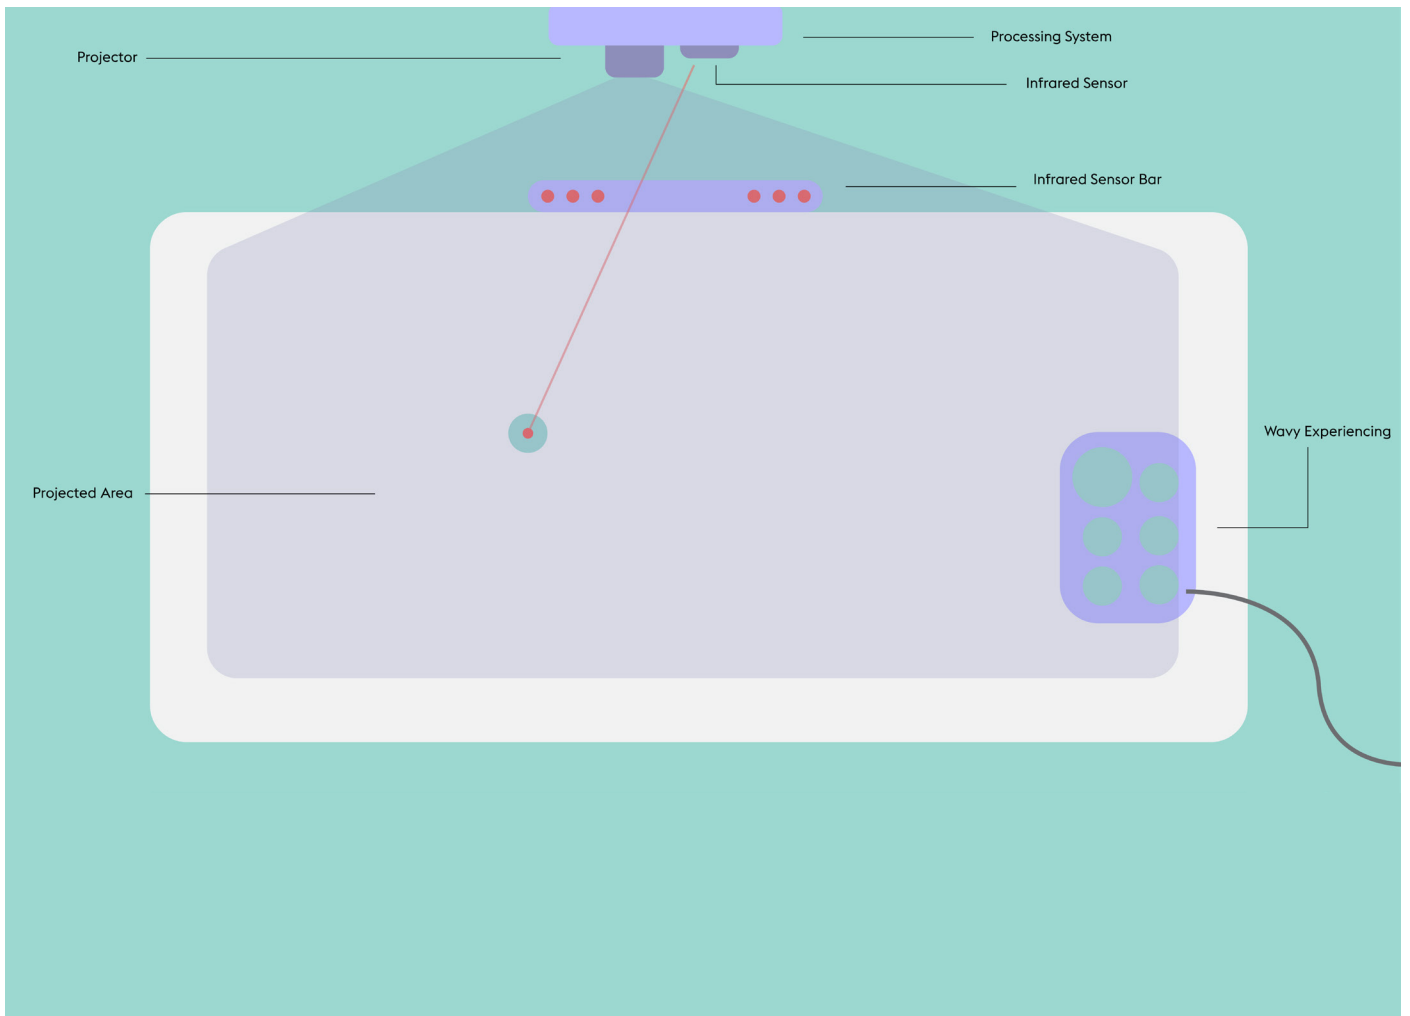 Processing System
Projector
Infrared Sensor
Infrared Sensor Bar
Wavy Experiencing
Projected Area